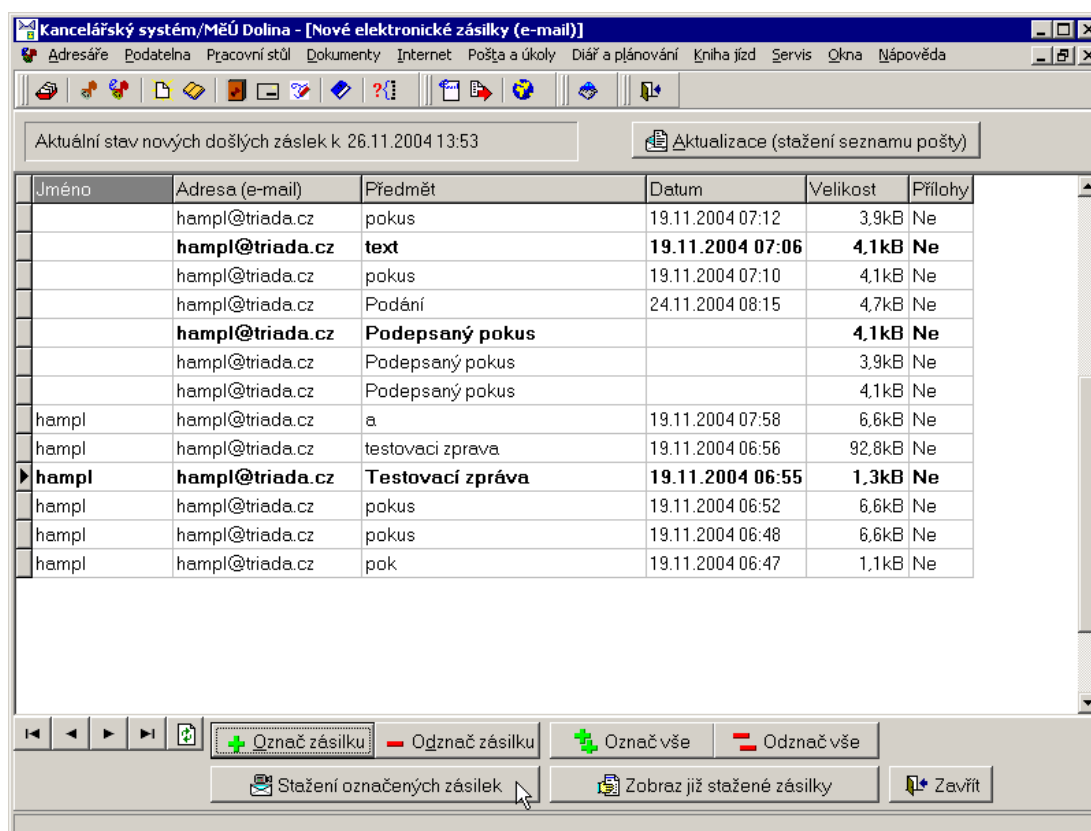 Kancelářský systém/MěÚ Dolina - [Nové elektronické zásilky (e-mail)]
Adresáře Podatelna Pracovní stůl Dokumenty Internet Pošta a úkoly Diář a plánování Kniha jízd Servis Okna Nápověda
Aktuální stav nových došlých záslek k 26.11.2004 13:53 Aktualizace (stažení seznamu pošty)
Jméno Adresa (e-mail) Předmět Datum Velikost Přílohy
hampl@triada.cz pokus 19.11.2004 07:12 3,9kB Ne
hampl@triada.cz text 19.11.2004 07:06 4,1kB Ne
hampl@triada.cz pokus 19.11.2004 07:10 4,1kB Ne
hampl@triada.cz Podání 24.11.2004 08:15 4,7kB Ne
hampl@triada.cz Podepsaný pokus 4,1kB Ne
hampl@triada.cz Podepsaný pokus 3,9kB Ne
hampl@triada.cz Podepsaný pokus 4,1kB Ne
hampl hampl@triada.cz a 19.11.2004 07:58 6,6kB Ne
hampl hampl@triada.cz testovaci zprava 19.11.2004 06:56 92,8kB Ne
hampl hampl@triada.cz Testovací zpráva 19.11.2004 06:55 1,3kB Ne
hampl hampl@triada.cz pokus 19.11.2004 06:52 6,6kB Ne
hampl hampl@triada.cz pokus 19.11.2004 06:48 6,6kB Ne
hampl hampl@triada.cz pok 19.11.2004 06:47 1,1kB Ne
Označ zásilku Odznač zásilku Označ vše Odznač vše
Stažení označených zásilek Zobraz již stažené zásilky Zavřít